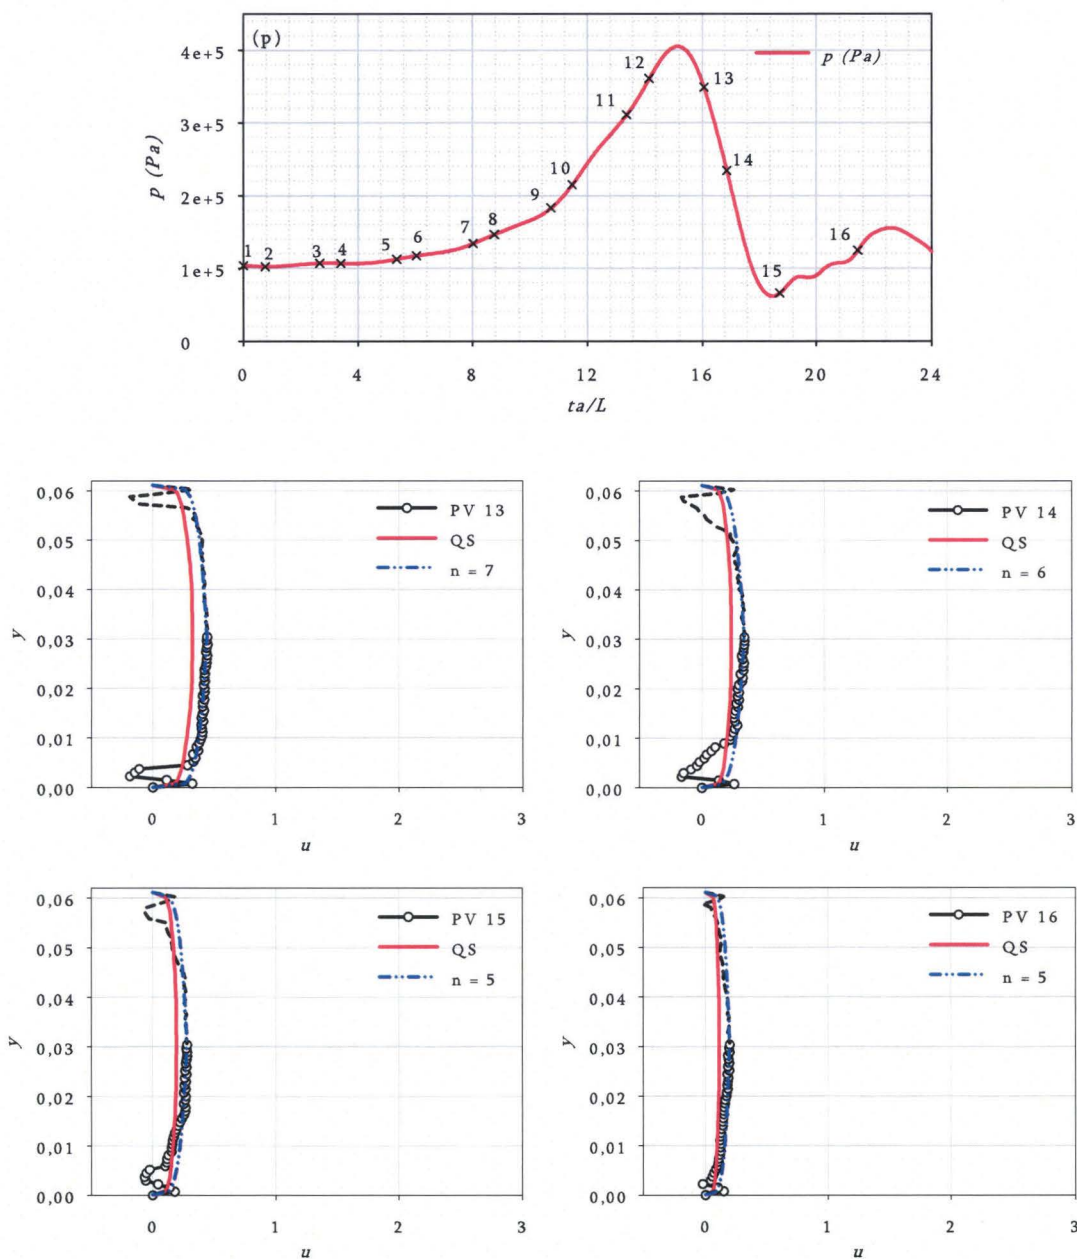 (p)
4e+5
3e+5
2e+5
1e+5
0
p (Pa)
p (Pa)
1 2 3 4 5 6 7 8 9 10 11 12 13 14 15 16
0 4 8 12 16 20 24
ta/L
0,06
0,05
0,04
0,03
0,02
0,01
0,00
y
PV 13
QS
n = 7
0 1 2 3
u
0,06
0,05
0,04
0,03
0,02
0,01
0,00
y
PV 14
QS
n = 6
0 1 2 3
u
0,06
0,05
0,04
0,03
0,02
0,01
0,00
y
PV 15
QS
n = 5
0 1 2 3
u
0,06
0,05
0,04
0,03
0,02
0,01
0,00
y
PV 16
QS
n = 5
0 1 2 3
u